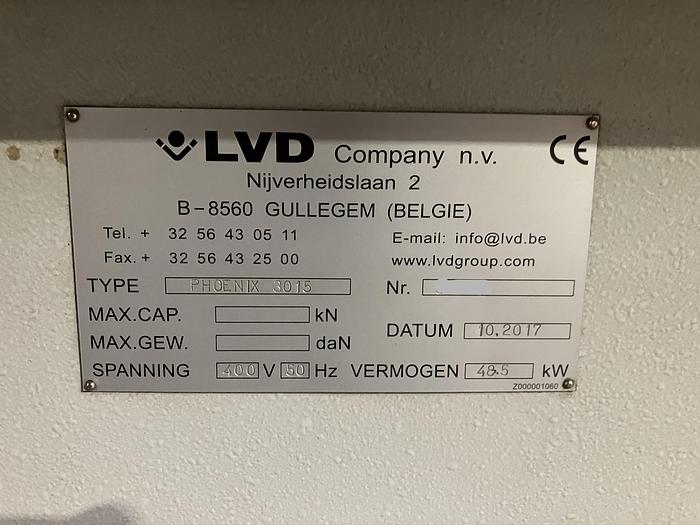 LVD Company n.v. CE
Nijverheidslaan 2
B-8560 GULLEGEM (BELGIE)
Tel. + 32 56 43 05 11 E-mail: info@lvd.be
Fax. + 32 56 43 25 00 www.lvdgroup.com
TYPE PHOENIX 3015 Nr.
MAX.CAP. kN
MAX.GEW. daN DATUM 10.2017
SPANNING 400 V 50 Hz VERMOGEN 48.5 kW
Z000001060